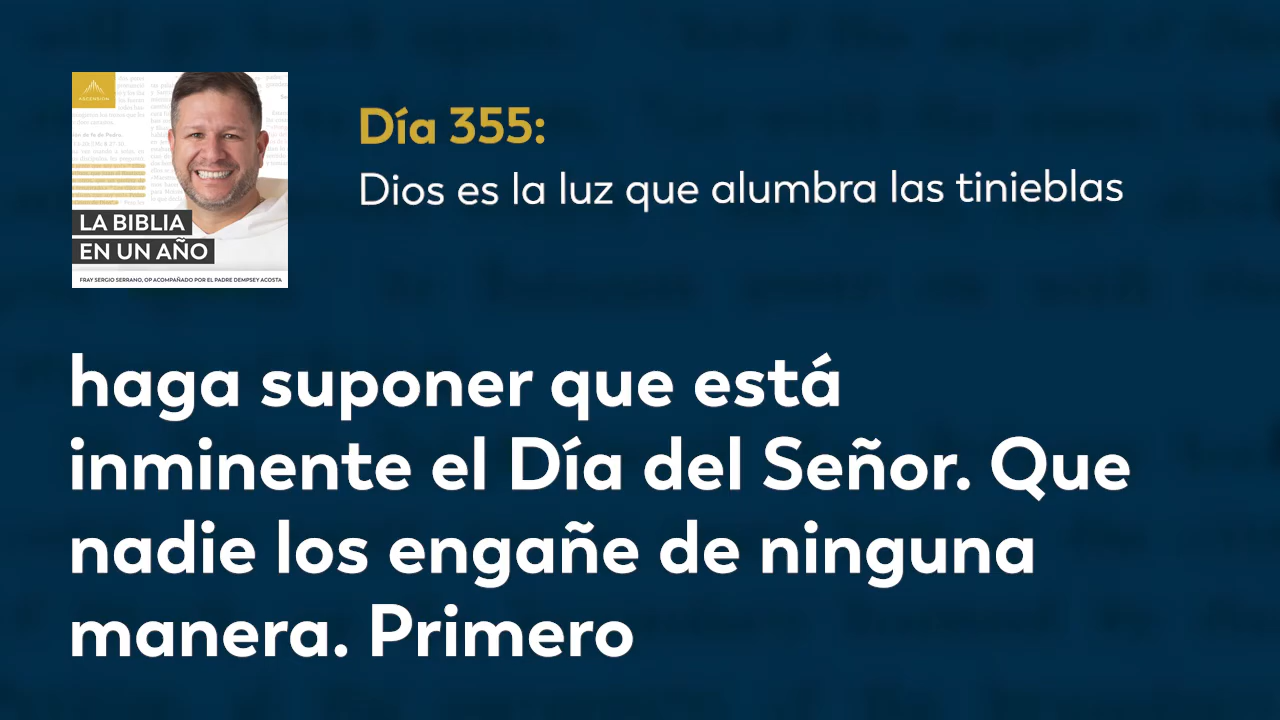 ASCENSION
LA BIBLIA
EN UN AÑO
FRAY SERGIO SERRANO, OP ACOMPAÑADO POR EL PADRE DEMPSEY ACOSTA
Día 355:
Dios es la luz que alumbra las tinieblas
haga suponer que está
inminente el Día del Señor. Que
nadie los engañe de ninguna
manera. Primero